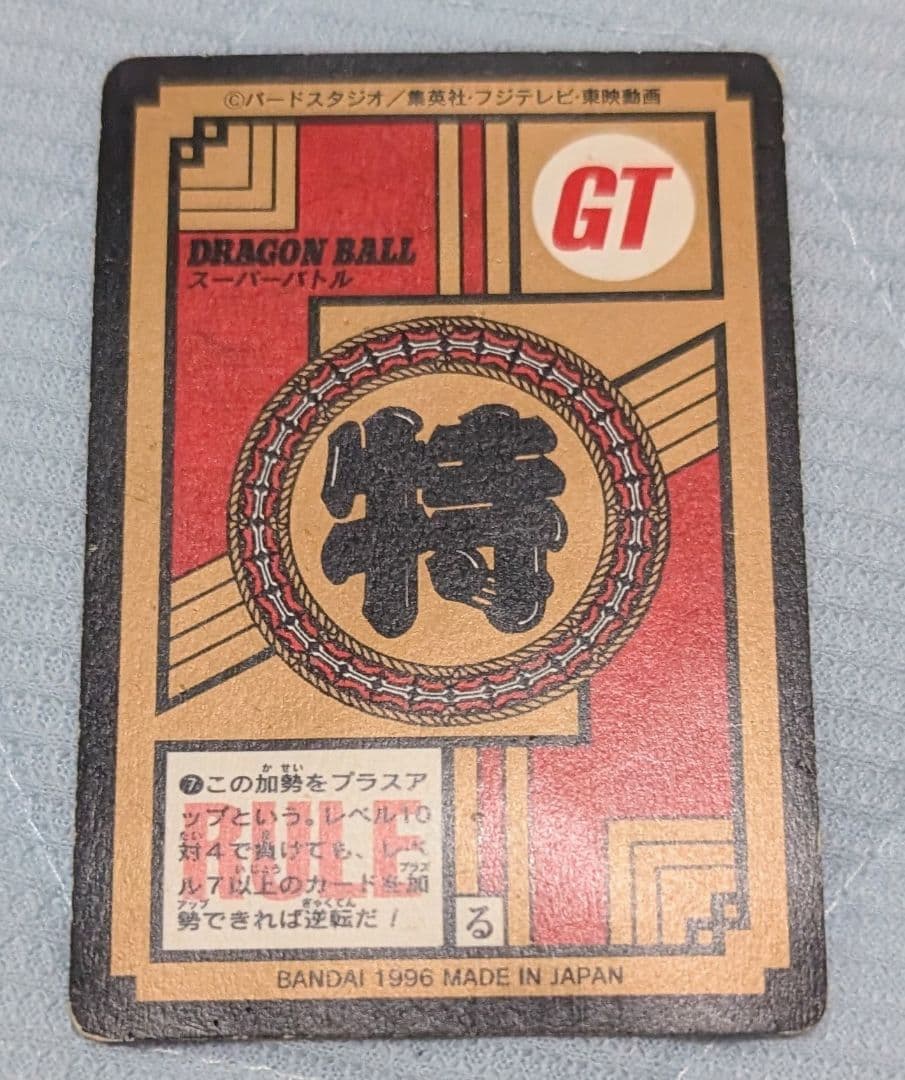 ©バードスタジオ／集英社・フジテレビ・東映動画
GT
DRAGON BALL
スーパーバトル
特
RULE
❼この加勢をプラスア
ップという。レベル10
対4で負けても、レベ
ル7以上のカードを加
勢できれば逆転だ！
る
BANDAI 1996 MADE IN JAPAN